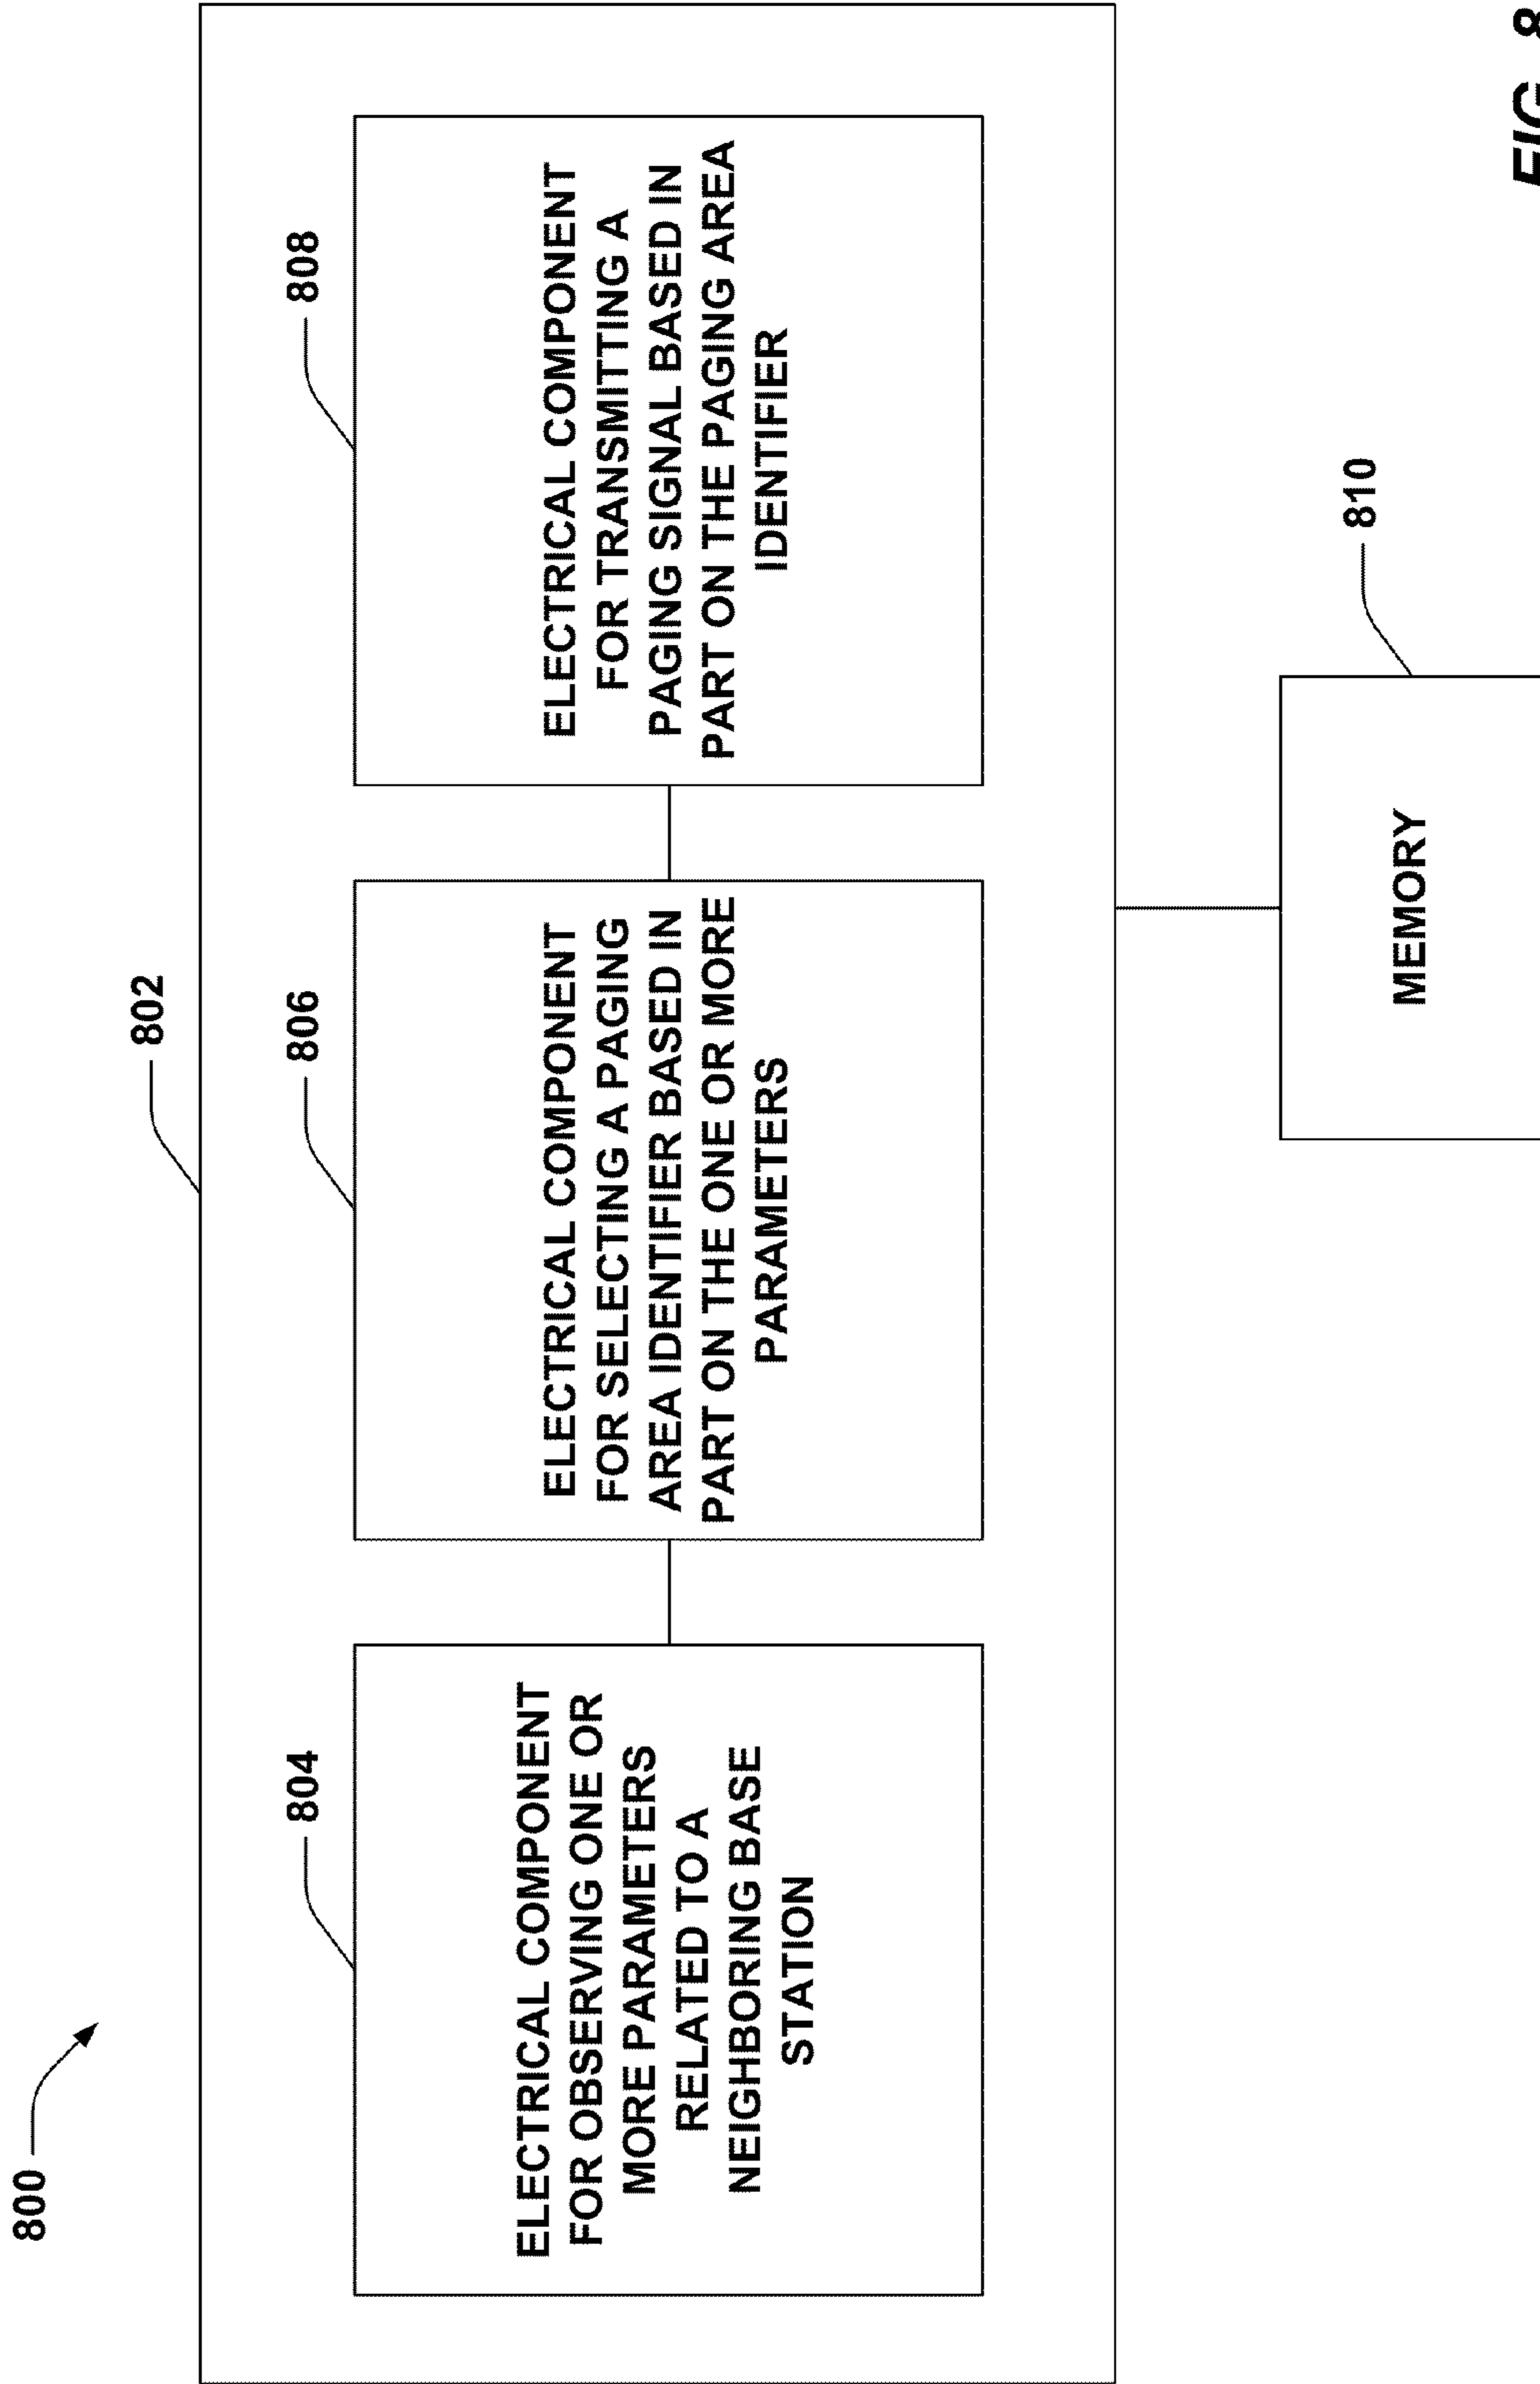 800
802
804
ELECTRICAL COMPONENT
FOR OBSERVING ONE OR
MORE PARAMETERS
RELATED TO A
NEIGHBORING BASE
STATION
806
ELECTRICAL COMPONENT
FOR SELECTING A PAGING
AREA IDENTIFIER BASED IN
PART ON THE ONE OR MORE
PARAMETERS
808
ELECTRICAL COMPONENT
FOR TRANSMITTING A
PAGING SIGNAL BASED IN
PART ON THE PAGING AREA
IDENTIFIER
810
MEMORY
FIG. 8